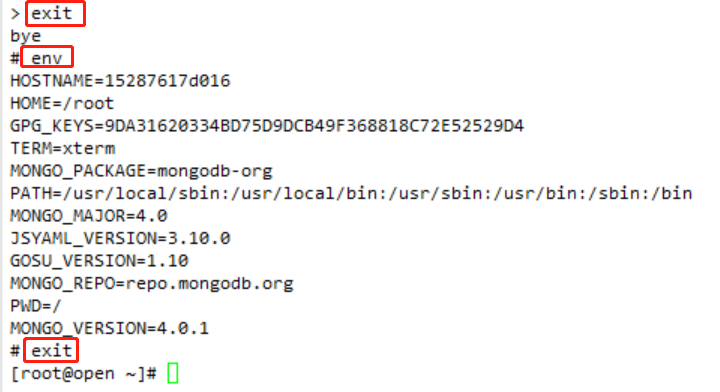 > exit
bye
# env
HOSTNAME=15287617d016
HOME=/root
GPG_KEYS=9DA31620334BD75D9DCB49F368818C72E52529D4
TERM=xterm
MONGO_PACKAGE=mongodb-org
PATH=/usr/local/sbin:/usr/local/bin:/usr/sbin:/usr/bin:/sbin:/bin
MONGO_MAJOR=4.0
JSYAML_VERSION=3.10.0
GOSU_VERSION=1.10
MONGO_REPO=repo.mongodb.org
PWD=/
MONGO_VERSION=4.0.1
# exit
[root@open ~]#